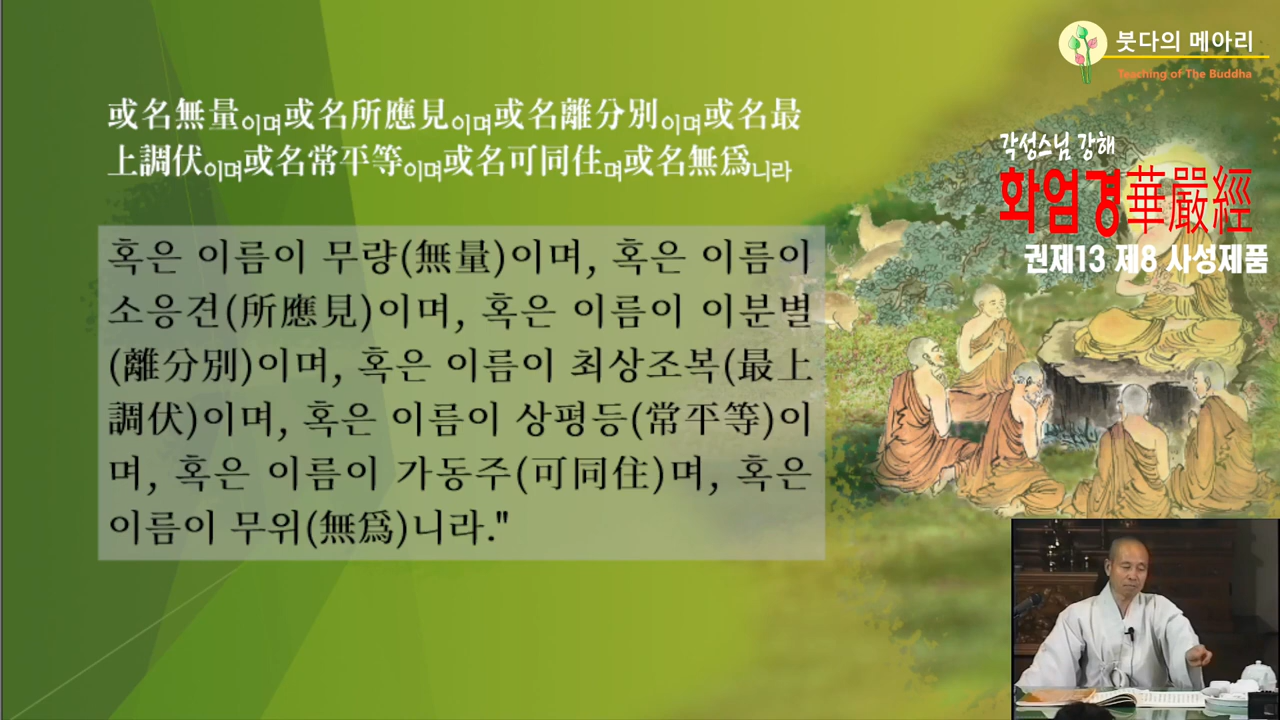 붓다의 메아리
Teaching of The Buddha
각성스님 강해
화엄경華嚴經
권제13 제8 사성제품
或名無量이며或名所應見이며或名離分別이며或名最
上調伏이며或名常平等이며或名可同住며或名無爲니라
혹은 이름이 무량(無量)이며, 혹은 이름이
소응견(所應見)이며, 혹은 이름이 이분별
(離分別)이며, 혹은 이름이 최상조복(最上
調伏)이며, 혹은 이름이 상평등(常平等)이
며, 혹은 이름이 가동주(可同住)며, 혹은
이름이 무위(無爲)니라."